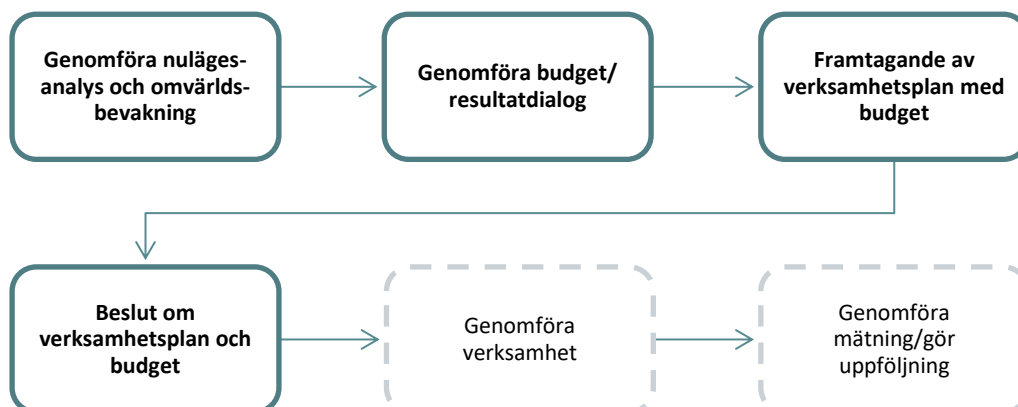 Genomföra nuläges-
analys och omvärlds-
bevakning
Genomföra budget/
resultatdialog
Framtagande av
verksamhetsplan med
budget
Beslut om
verksamhetsplan och
budget
Genomföra
verksamhet
Genomföra
mätning/gör
uppföljning